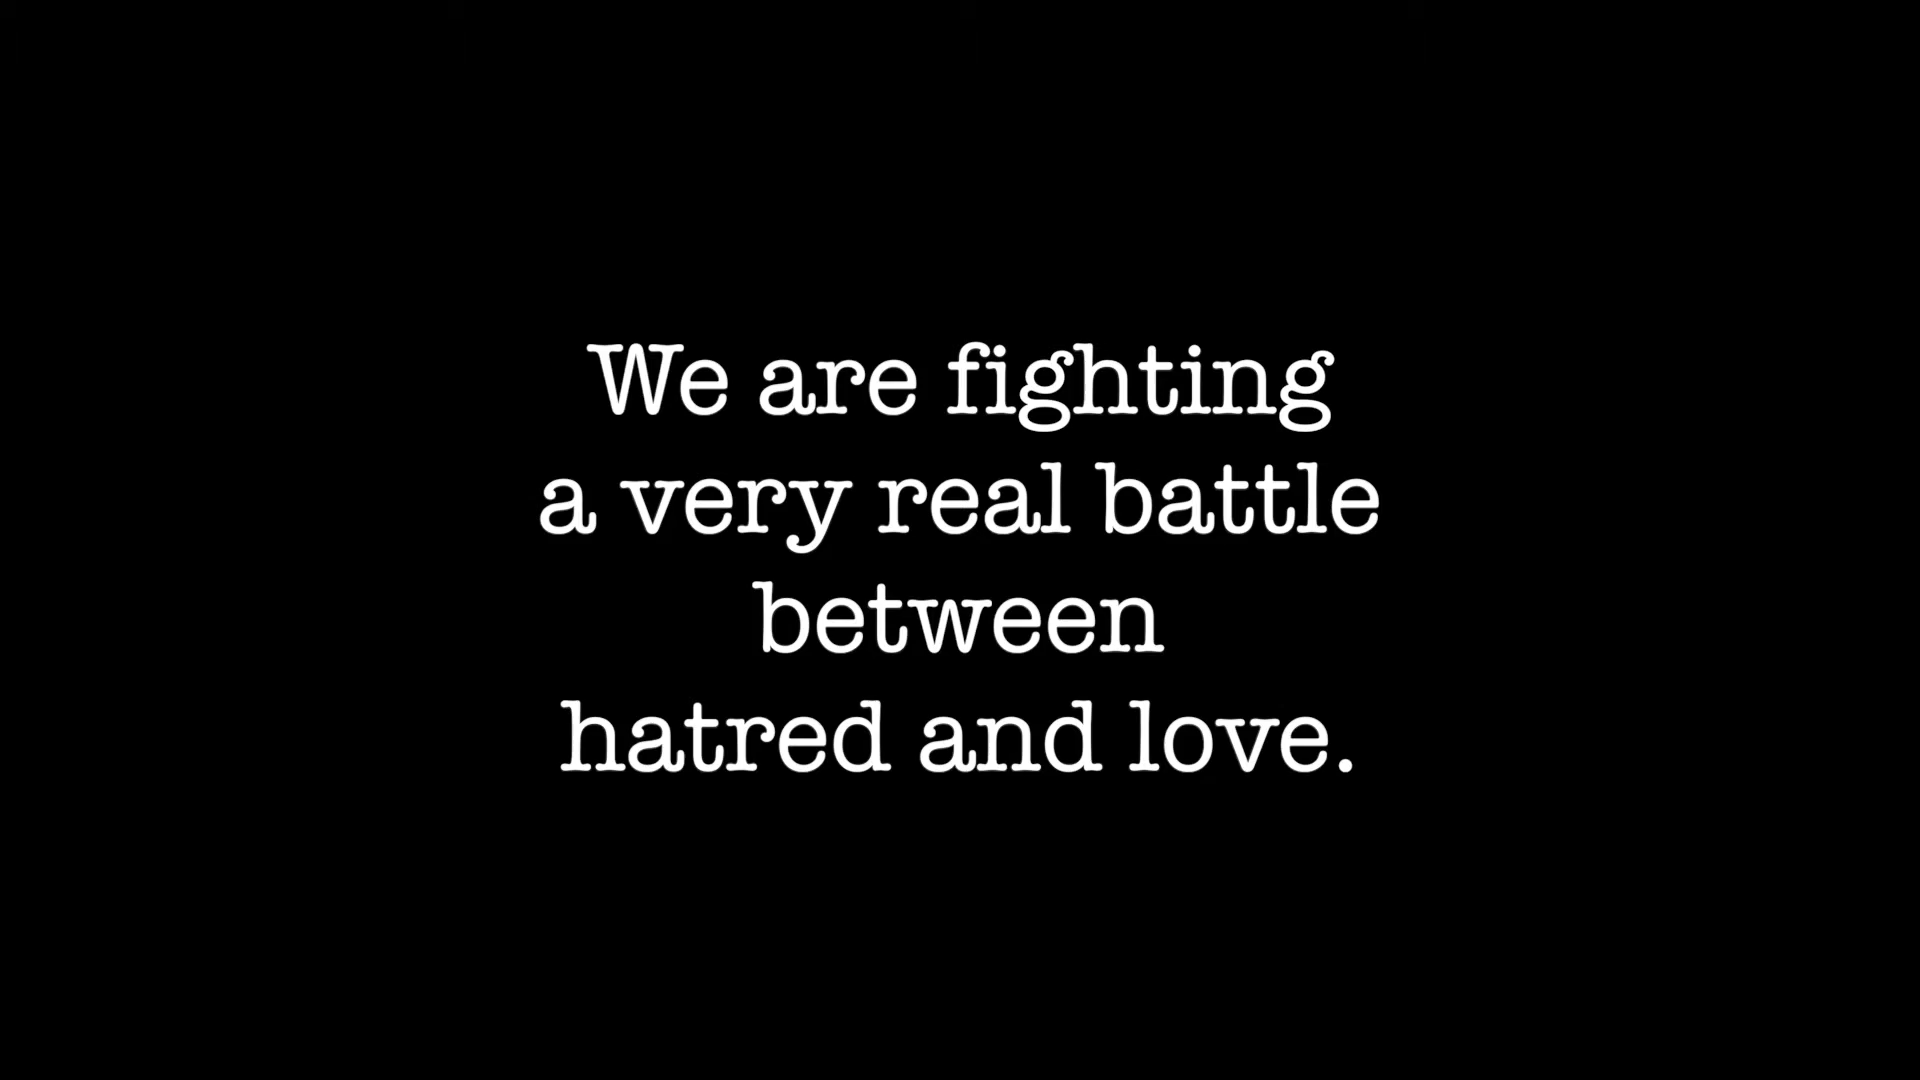 We are fighting
a very real battle
between
hatred and love.